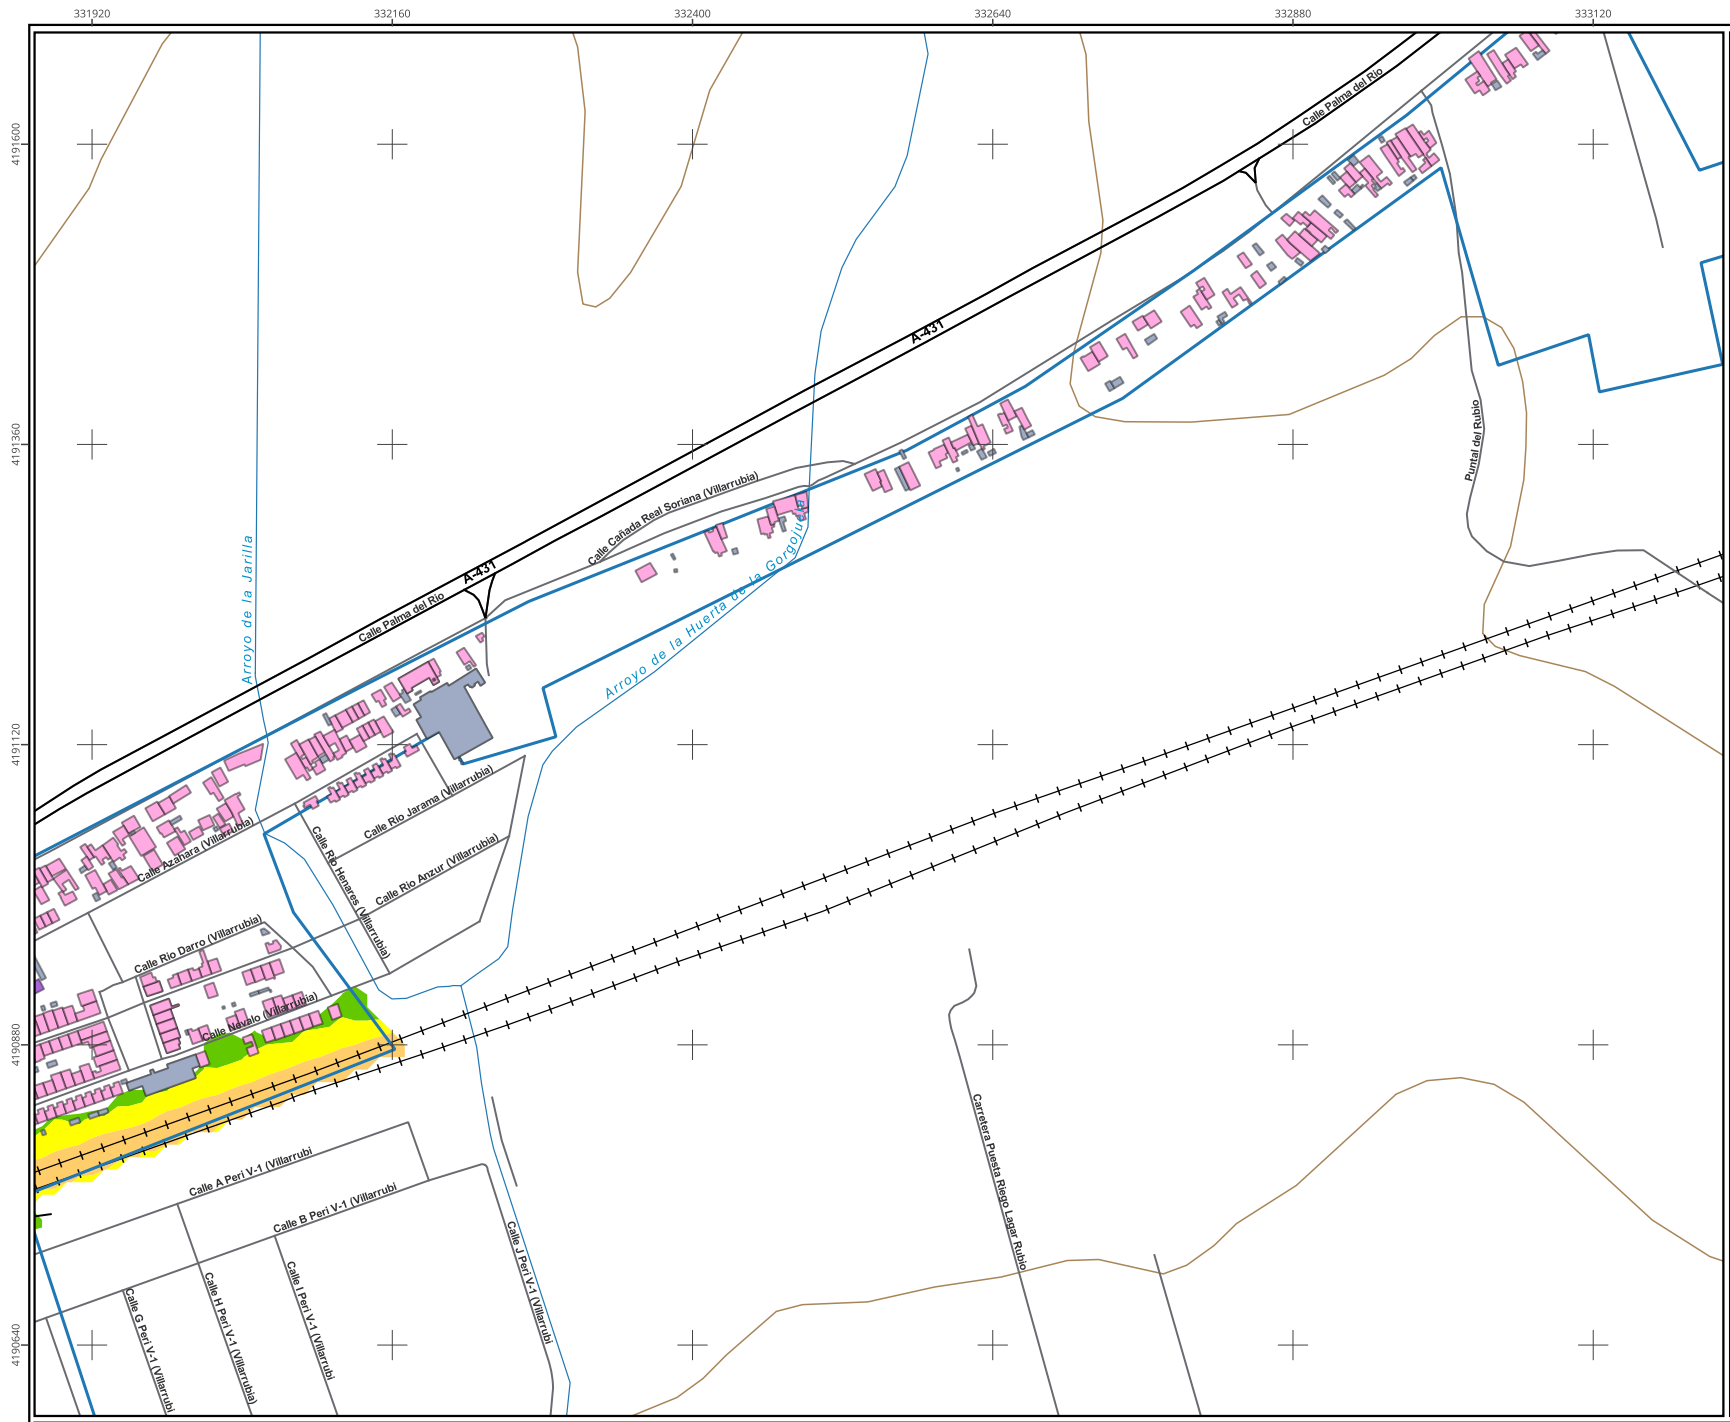 331920
332160
332400
332640
332880
333120
4191600
4191360
4191120
4190880
4190640
Calle Palma del Rio
A-431
Calle Cañada Real Soriana (Villarrubia)
Puntal del Rubio
Arroyo de la Jarilla
A-431
Calle Palma del Rio
Arroyo de la Huerta de la Gorgojuela
Calle Rio Jarama (Villarrubia)
Calle Azahara (Villarrubia)
Calle Rio Henares (Villarrubia)
Calle Rio Anzur (Villarrubia)
Calle Rio Darro (Villarrubia)
Calle Nevalo (Villarrubia)
Calle A Peri V-1 (Villarrubi
Calle B Peri V-1 (Villarrubi
Carretera Puesta Riego Lagar Rubio
Calle J Peri V-1 (Villarrubi
Calle G Peri V-1 (Villarrubi
Calle H Peri V-1 (Villarrubia)
Calle I Peri V-1 (Villarrubi